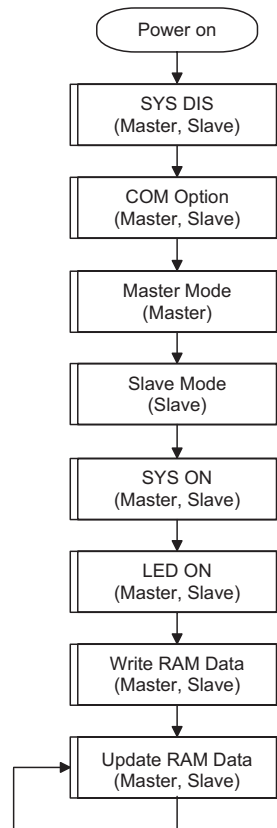 Power on
SYS DIS
(Master, Slave)
COM Option
(Master, Slave)
Master Mode
(Master)
Slave Mode
(Slave)
SYS ON
(Master, Slave)
LED ON
(Master, Slave)
Write RAM Data
(Master, Slave)
Update RAM Data
(Master, Slave)